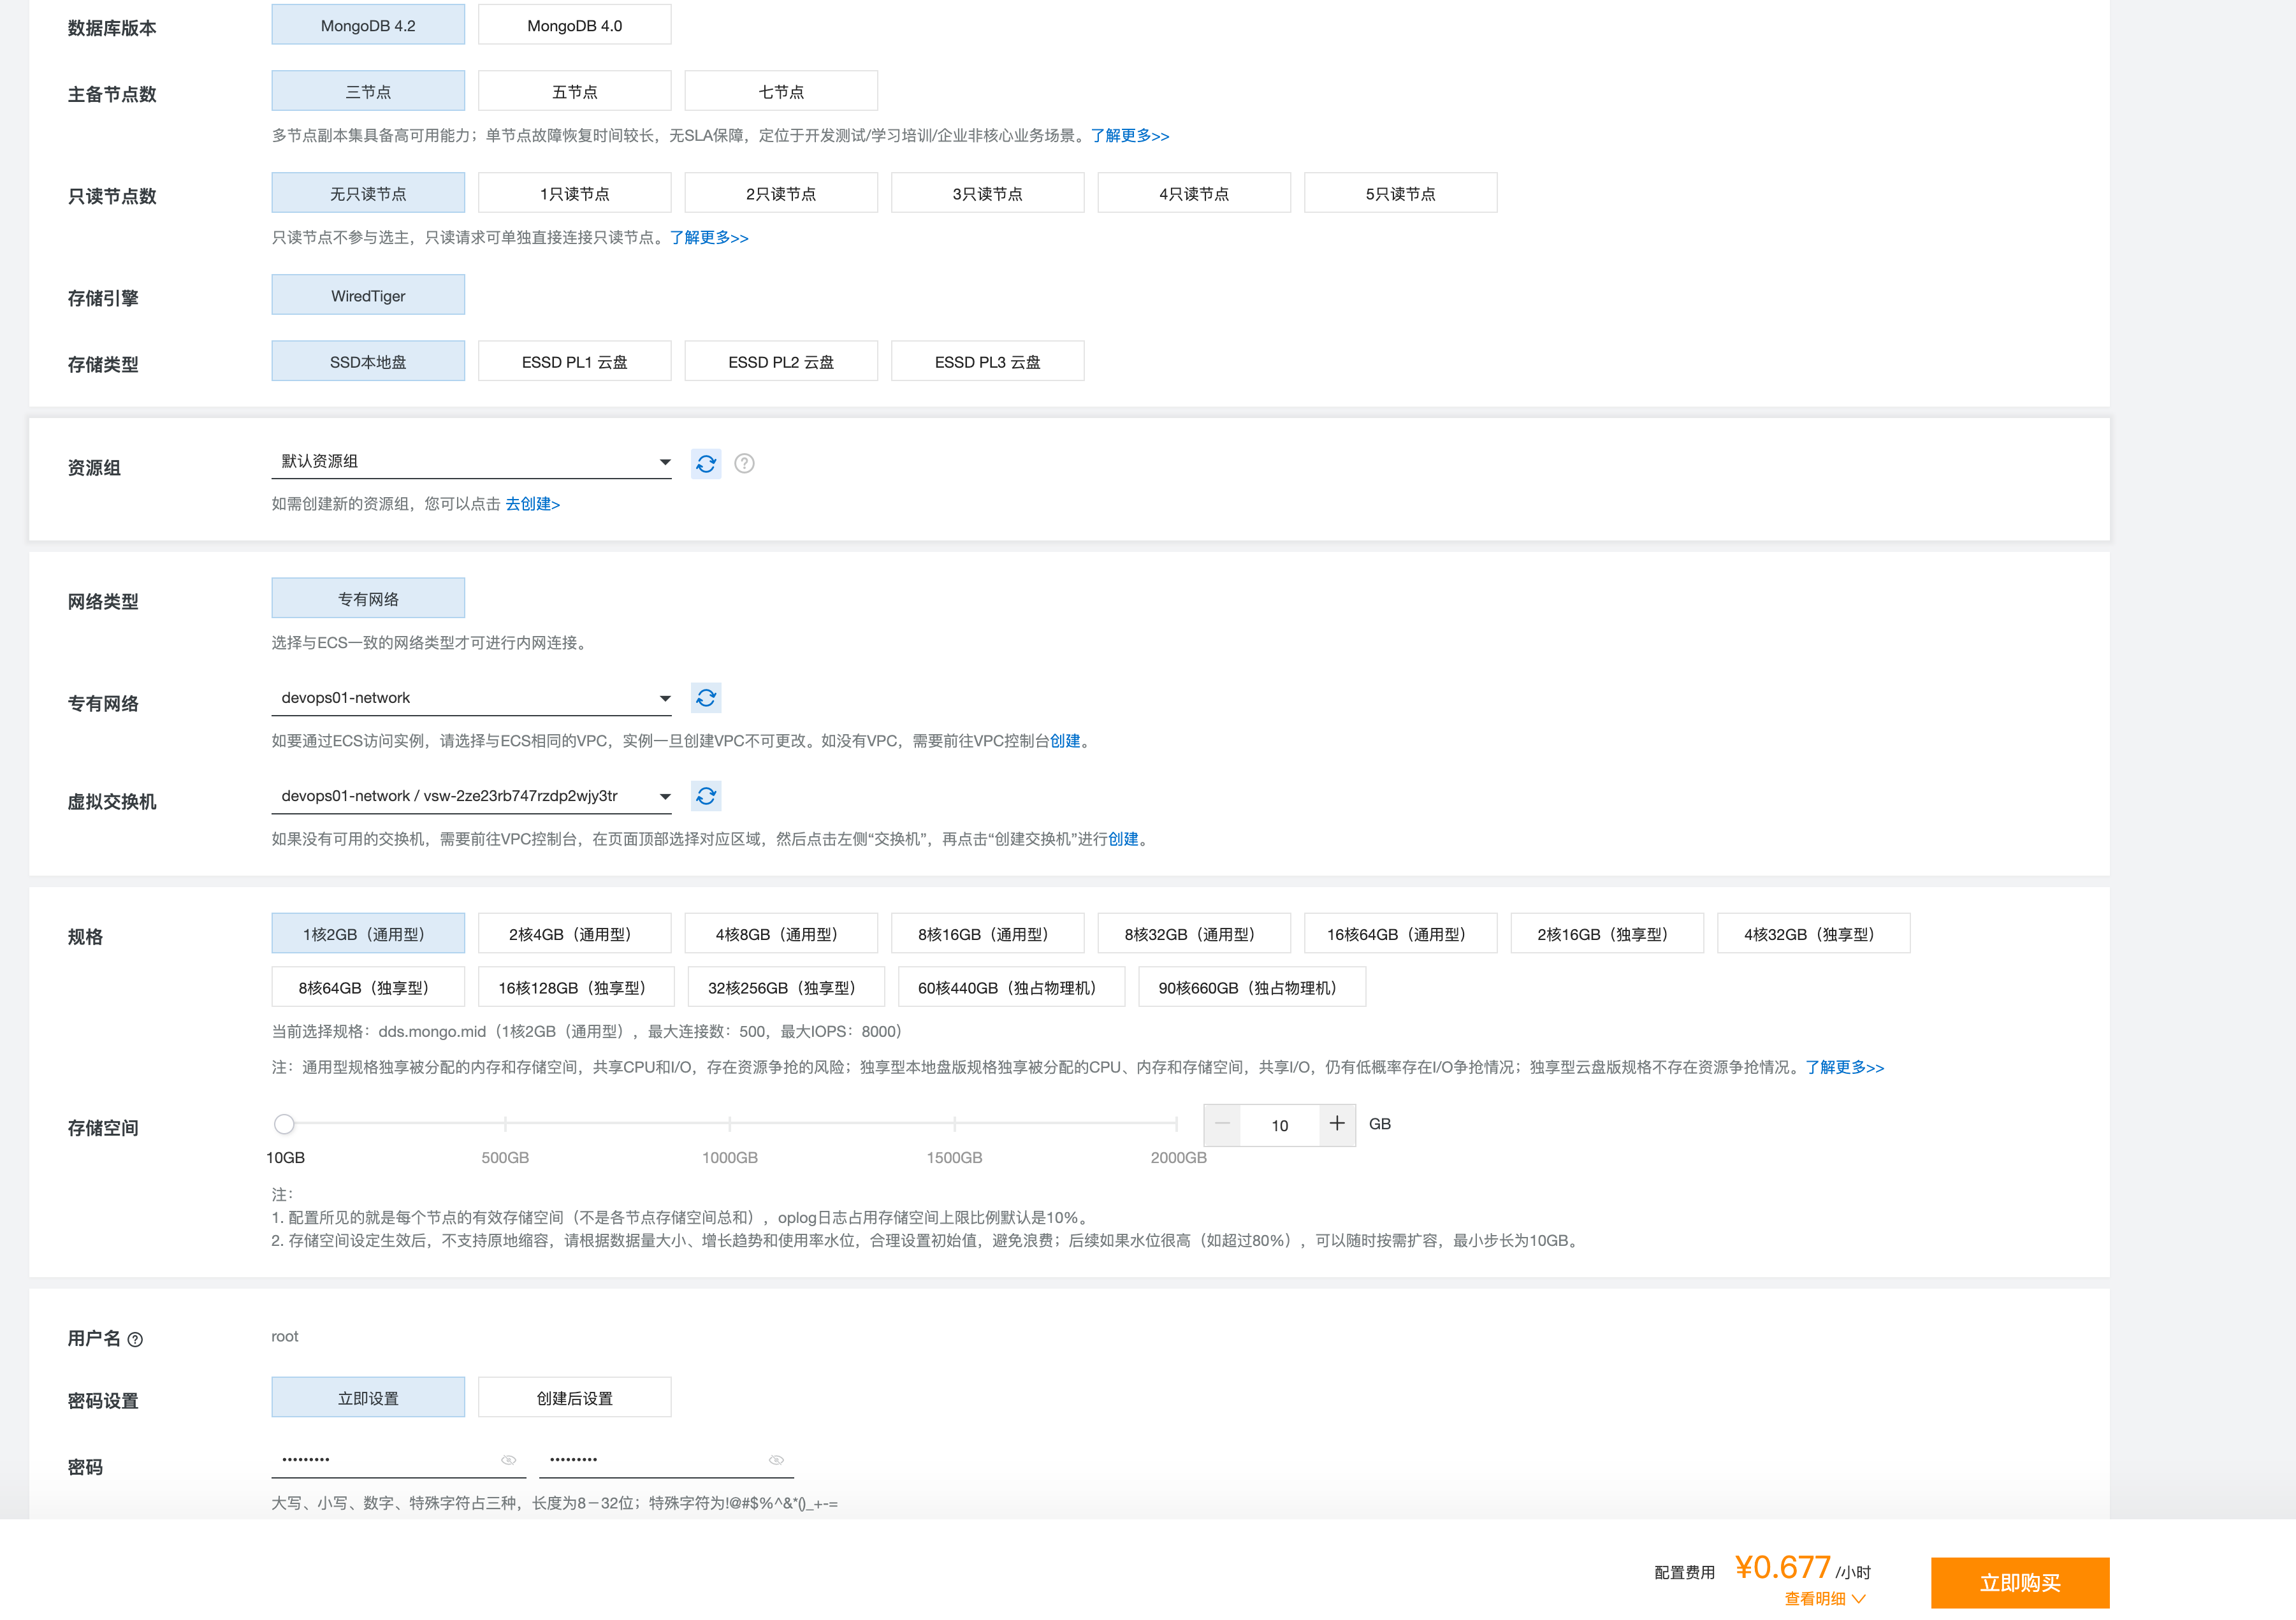 数据库版本 MongoDB 4.2 MongoDB 4.0
主备节点数 三节点 五节点 七节点
多节点副本集具备高可用能力；单节点故障恢复时间较长，无SLA保障，定位于开发测试/学习培训/企业非核心业务场景。了解更多>>
只读节点数 无只读节点 1只读节点 2只读节点 3只读节点 4只读节点 5只读节点
只读节点不参与选主，只读请求可单独直接连接只读节点。了解更多>>
存储引擎 WiredTiger
存储类型 SSD本地盘 ESSD PL1 云盘 ESSD PL2 云盘 ESSD PL3 云盘
资源组 默认资源组
如需创建新的资源组，您可以点击 去创建>
网络类型 专有网络
选择与ECS一致的网络类型才可进行内网连接。
专有网络 devops01-network
如要通过ECS访问实例，请选择与ECS相同的VPC，实例一旦创建VPC不可更改。如没有VPC，需要前往VPC控制台创建。
虚拟交换机 devops01-network / vsw-2ze23rb747rzdp2wjy3tr
如果没有可用的交换机，需要前往VPC控制台，在页面顶部选择对应区域，然后点击左侧“交换机”，再点击“创建交换机”进行创建。
规格 1核2GB（通用型） 2核4GB（通用型） 4核8GB（通用型） 8核16GB（通用型） 8核32GB（通用型） 16核64GB（通用型） 2核16GB（独享型） 4核32GB（独享型）
8核64GB（独享型） 16核128GB（独享型） 32核256GB（独享型） 60核440GB（独占物理机） 90核660GB（独占物理机）
当前选择规格：dds.mongo.mid（1核2GB（通用型），最大连接数：500，最大IOPS：8000）
注：通用型规格独享被分配的内存和存储空间，共享CPU和I/O，存在资源争抢的风险；独享型本地盘版规格独享被分配的CPU、内存和存储空间，共享I/O，仍有低概率存在I/O争抢情况；独享型云盘版规格不存在资源争抢情况。了解更多>>
存储空间 10 GB
10GB 500GB 1000GB 1500GB 2000GB
注：
1. 配置所见的就是每个节点的有效存储空间（不是各节点存储空间总和），oplog日志占用存储空间上限比例默认是10%。
2. 存储空间设定生效后，不支持原地缩容，请根据数据量大小、增长趋势和使用率水位，合理设置初始值，避免浪费；后续如果水位很高（如超过80%），可以随时按需扩容，最小步长为10GB。
用户名 root
密码设置 立即设置 创建后设置
密码 ••••••••• •••••••••
大写、小写、数字、特殊字符占三种，长度为8－32位；特殊字符为!@#$%^&*()_+-=
配置费用 ¥0.677 /小时 立即购买
查看明细